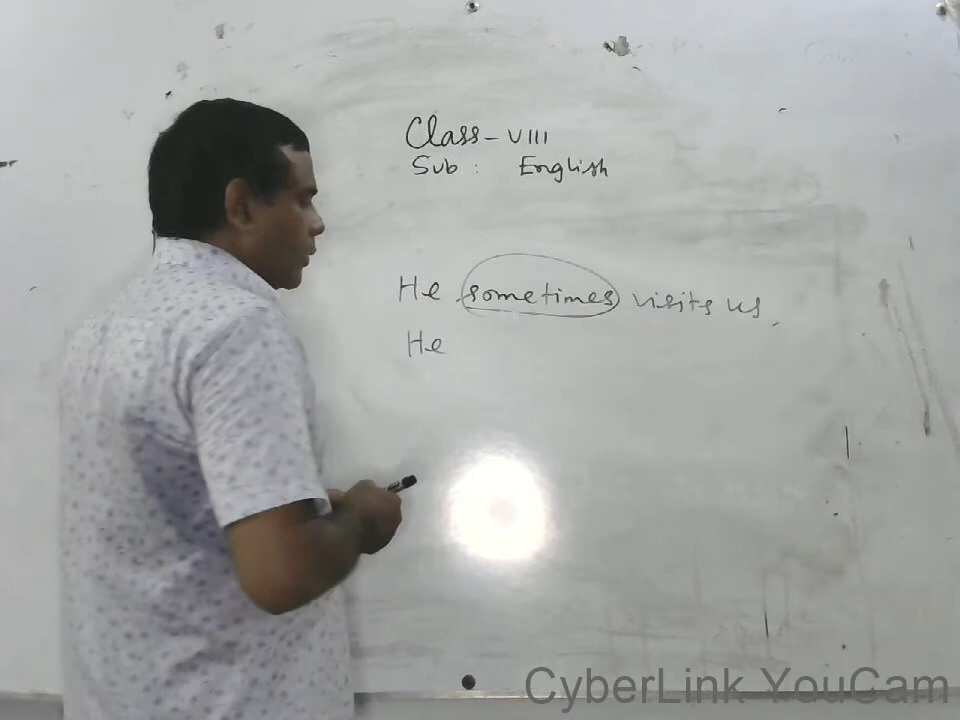 Class - VIII
Sub : English
He sometimes visits us,
He
CyberLink YouCam